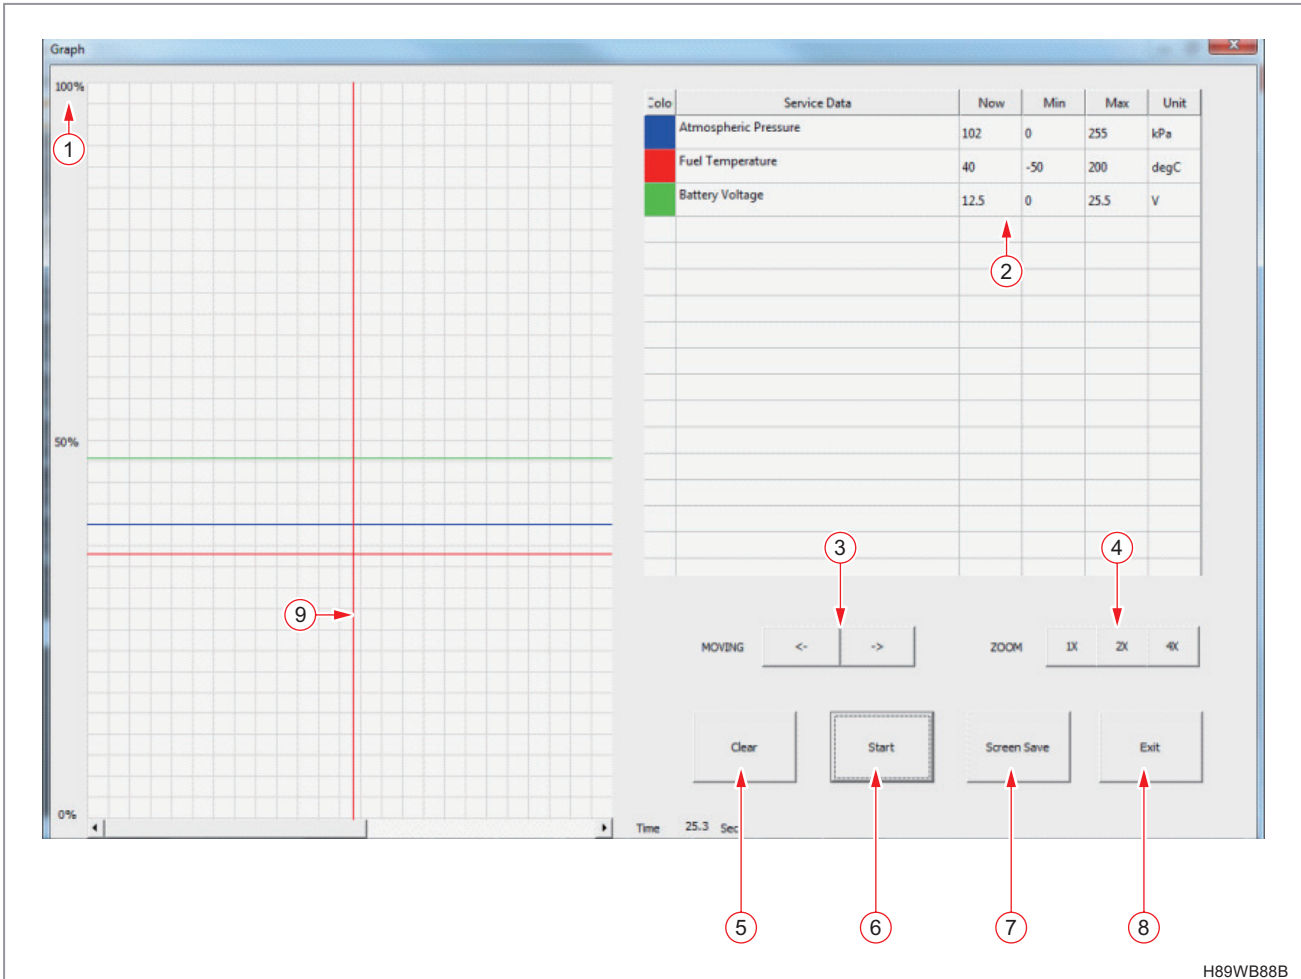 Graph
100%
1
50%
9
0%
Colo Service Data Now Min Max Unit
Atmospheric Pressure 102 0 255 kPa
Fuel Temperature 40 -50 200 degC
Battery Voltage 12.5 0 25.5 V
2
3 4
MOVING <- -> ZOOM 1X 2X 4X
Clear Start Screen Save Exit
Time 25.3 Sec
5 6 7 8
H89WB88B